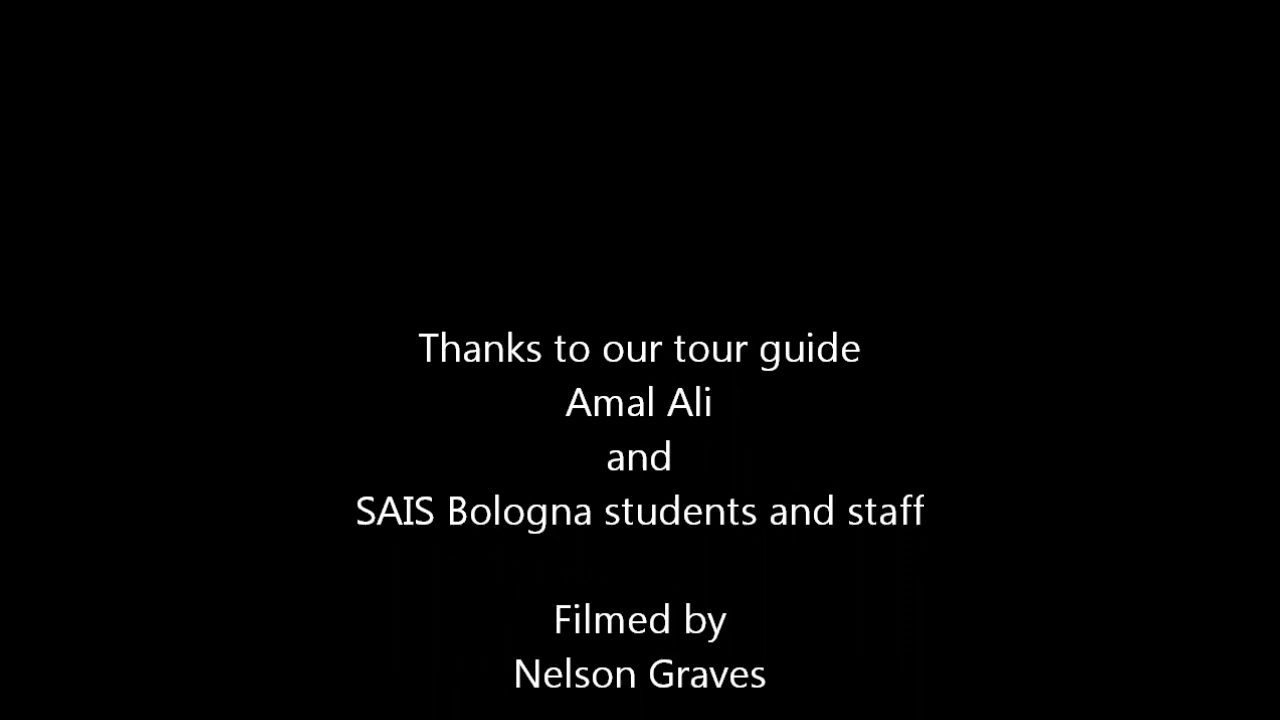 Thanks to our tour guide
Amal Ali
and
SAIS Bologna students and staff
Filmed by
Nelson Graves